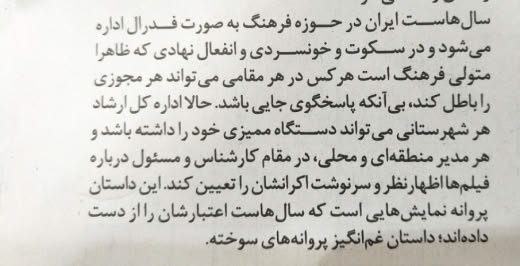 سال‌هاست ایران در حوزه فرهنگ به صورت فدرال اداره
می‌شود و در سکوت و خونسردی و انفعال نهادی که ظاهرا
متولی فرهنگ است هر کس در هر مقامی می‌تواند هر مجوزی
را باطل کند، بی‌آنکه پاسخگوی جایی باشد. حالا اداره کل ارشاد
هر شهرستانی می‌تواند دستگاه ممیزی خود را داشته باشد و
هر مدیر منطقه‌ای و محلی، در مقام کارشناس و مسئول درباره
فیلم‌ها اظهارنظر و سرنوشت اکرانشان را تعیین کند. این داستان
پروانه نمایش‌هایی است که سال‌هاست اعتبارشان را از دست
داده‌اند؛ داستان غم‌انگیز پروانه‌های سوخته.